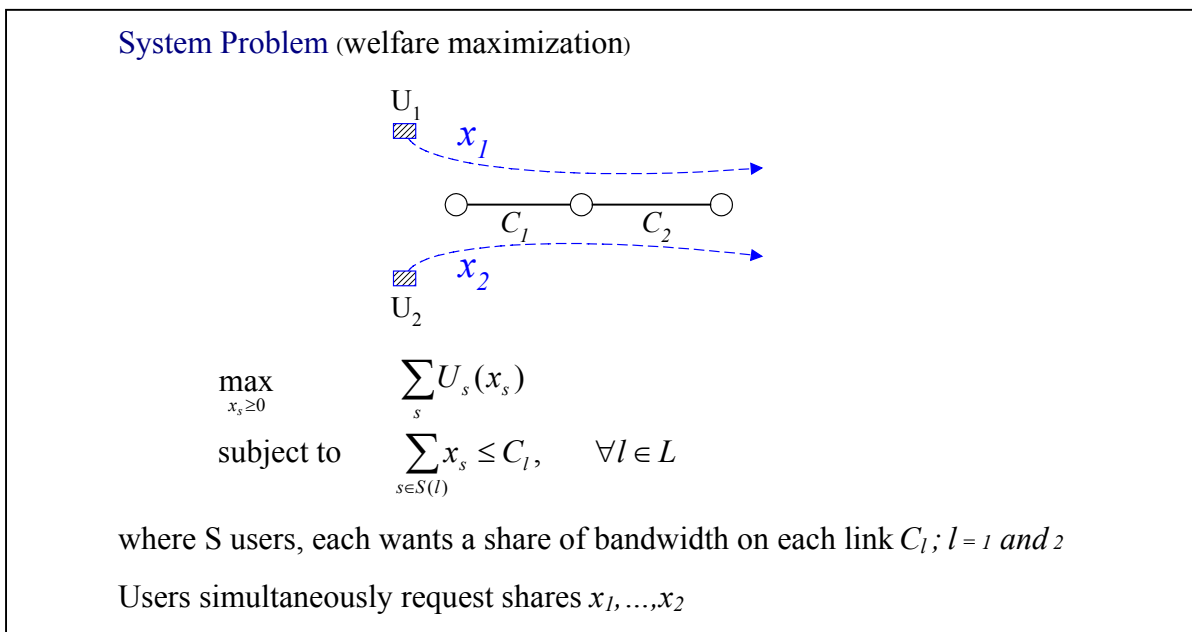 System Problem (welfare maximization)
U₁
x₁
C₁ C₂
x₂
U₂
max ∑ Uₛ(xₛ)
xₛ≥0 s
subject to ∑ xₛ ≤ Cₗ, ∀l ∈ L
s∈S(l)
where S users, each wants a share of bandwidth on each link Cₗ; l = 1 and 2
Users simultaneously request shares x₁,...,x₂